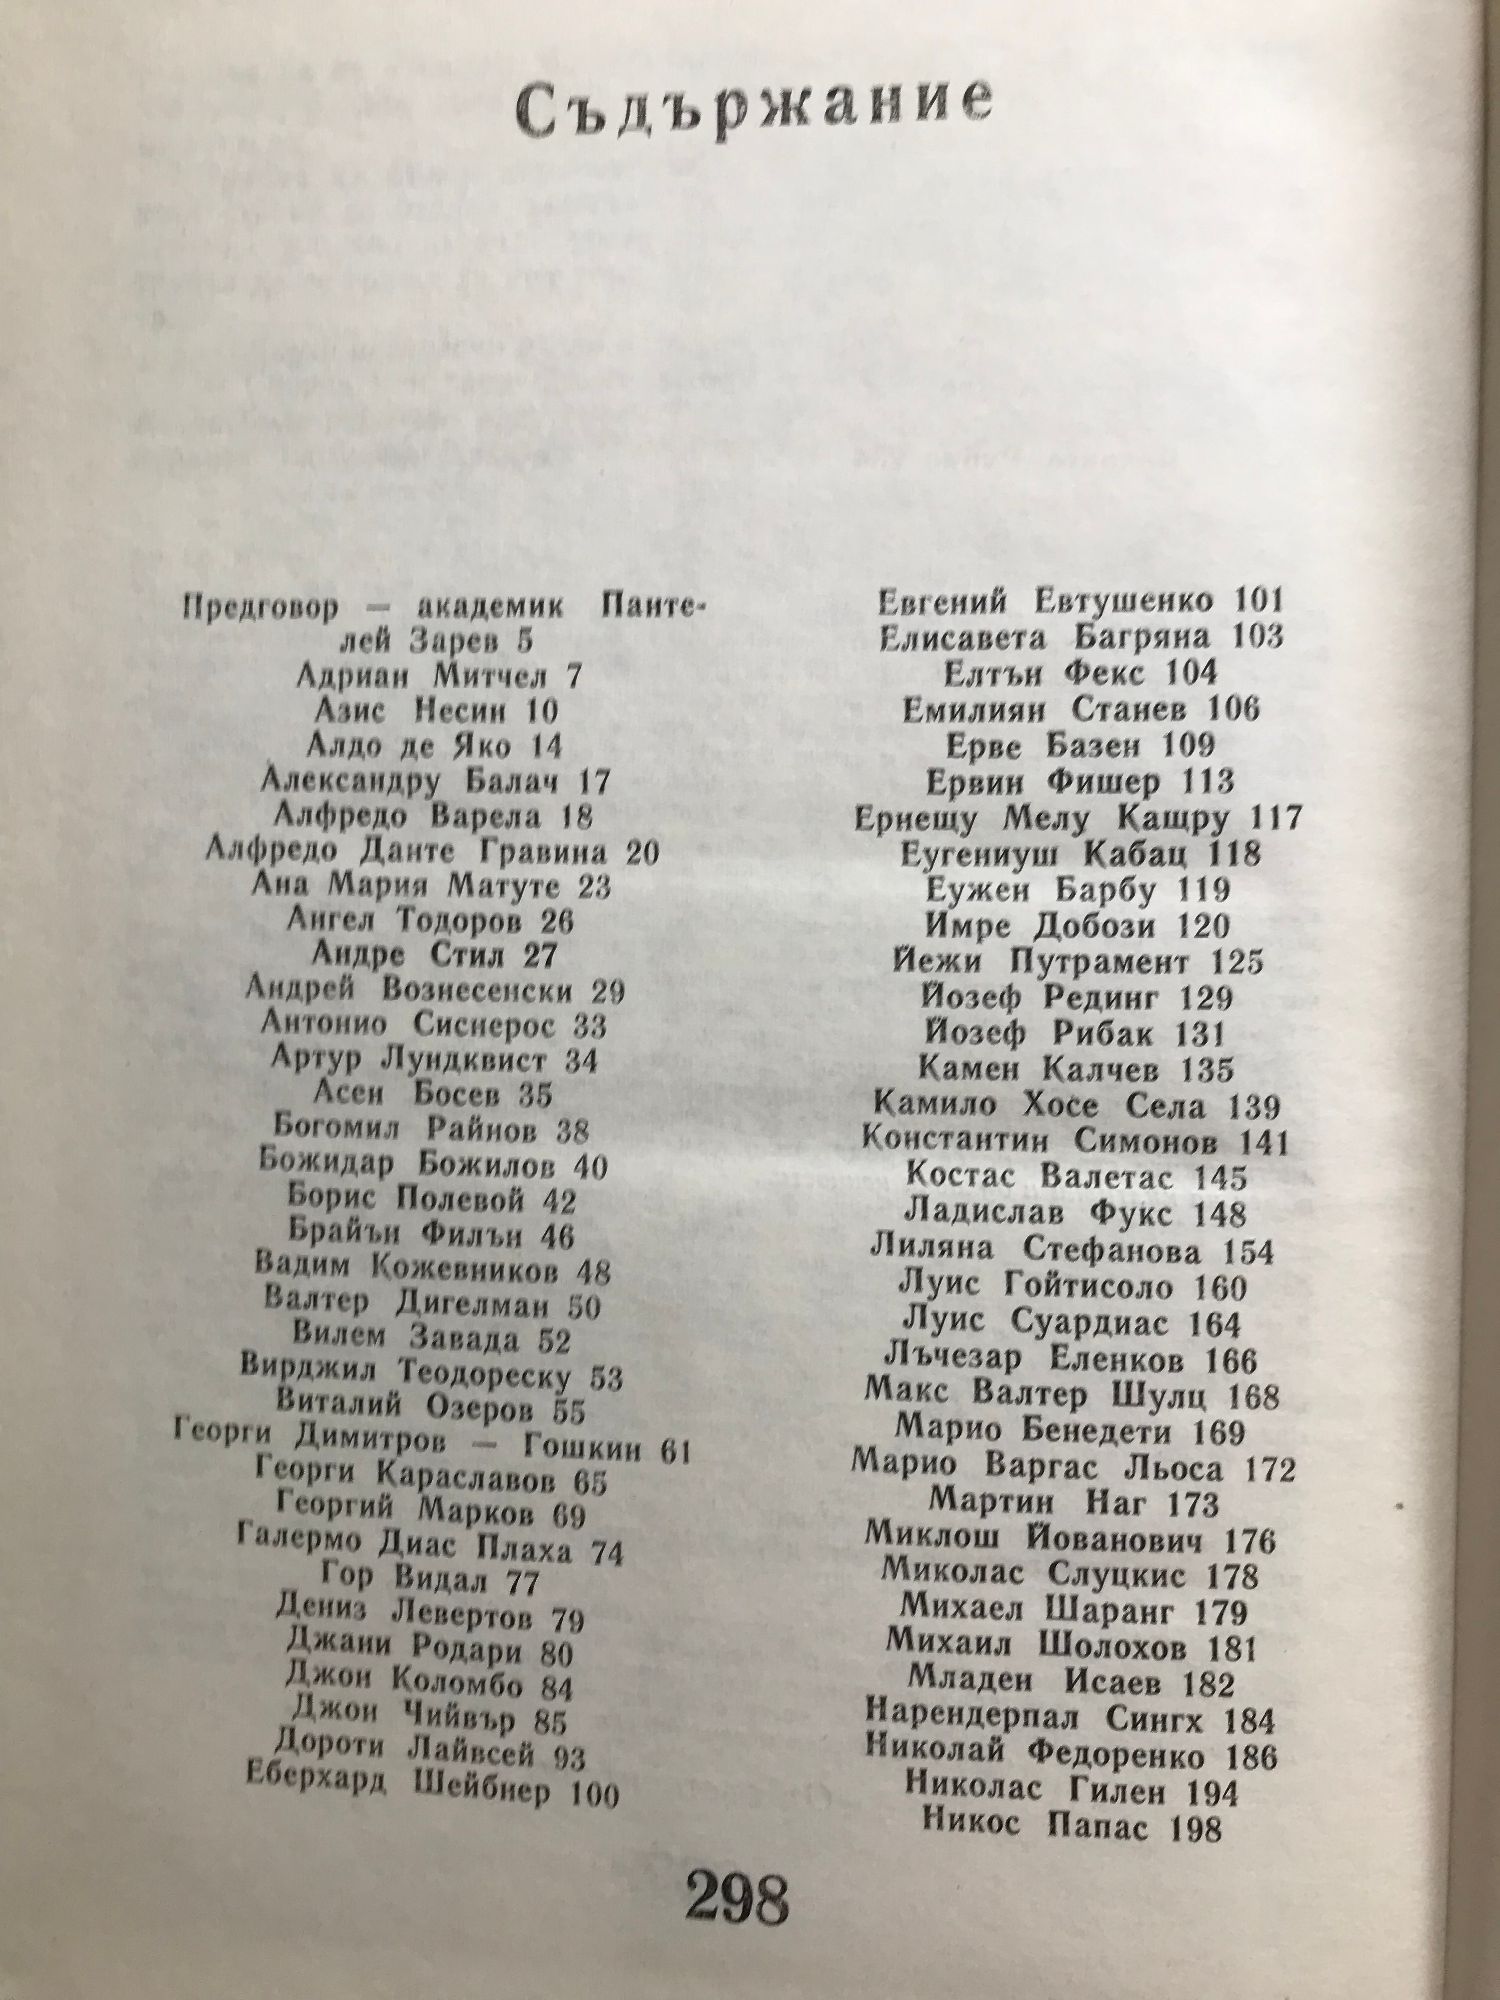 Съдържание
Предговор — академик Панте-
лей Зарев 5
Адриан Митчел 7
Азис Несин 10
Алдо де Яко 14
Александру Балач 17
Алфредо Варела 18
Алфредо Данте Гравина 20
Ана Мария Матуте 23
Ангел Тодоров 26
Андре Стил 27
Андрей Вознесенски 29
Антонио Сиснерос 33
Артур Лундквист 34
Асен Босев 35
Богомил Райнов 38
Божидар Божилов 40
Борис Полевой 42
Брайън Филън 46
Вадим Кожевников 48
Валтер Дигелман 50
Вилем Завада 52
Вирджил Теодореску 53
Виталий Озеров 55
Георги Димитров — Гошкин 61
Георги Караславов 65
Георгий Марков 69
Галермо Диас Плаха 74
Гор Видал 77
Дениз Левертов 79
Джани Родари 80
Джон Коломбо 84
Джон Чийвър 85
Дороти Лайвсей 93
Еберхард Шейбнер 100
Евгений Евтушенко 101
Елисавета Багряна 103
Елтън Фекс 104
Емилиян Станев 106
Ерве Базен 109
Ервин Фишер 113
Ернещу Мелу Кащру 117
Еугениуш Кабац 118
Еужен Барбу 119
Имре Добози 120
Йежи Путрамент 125
Йозеф Рединг 129
Йозеф Рибак 131
Камен Калчев 135
Камило Хосе Села 139
Константин Симонов 141
Костас Валетас 145
Ладислав Фукс 148
Лиляна Стефанова 154
Луис Гойтисоло 160
Луис Суардиас 164
Лъчезар Еленков 166
Макс Валтер Шулц 168
Марио Бенедети 169
Марио Варгас Льоса 172
Мартин Наг 173
Миклош Йованович 176
Миколас Слуцкис 178
Михаел Шаранг 179
Михаил Шолохов 181
Младен Исаев 182
Нарендерпал Сингх 184
Николай Федоренко 186
Николас Гилен 194
Никос Папас 198
298